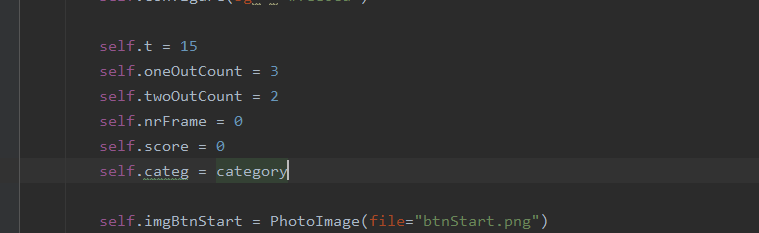 self.t = 15
self.oneOutCount = 3
self.twoOutCount = 2
self.nrFrame = 0
self.score = 0
self.categ = category
self.imgBtnStart = PhotoImage(file="btnStart.png")